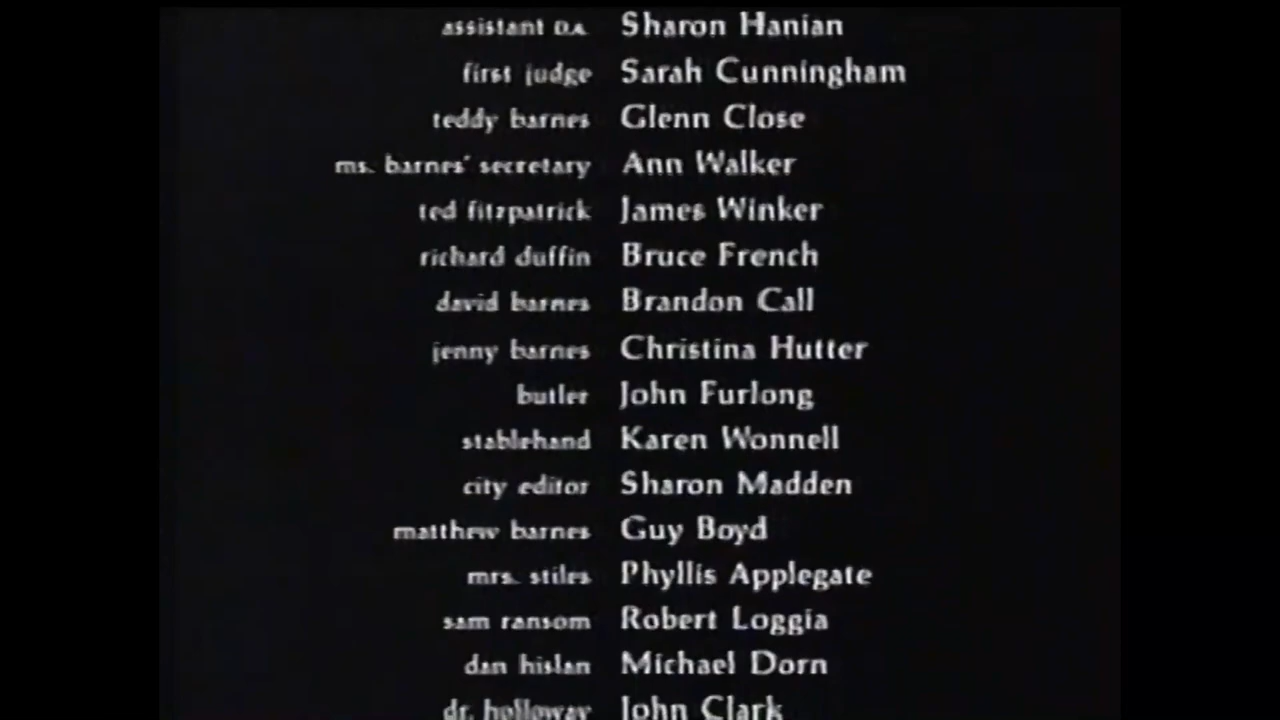 assistant D.A. Sharon Hanian
first judge Sarah Cunningham
teddy barnes Glenn Close
ms. barnes' secretary Ann Walker
ted fitzpatrick James Winker
richard duffin Bruce French
david barnes Brandon Call
jenny barnes Christina Hutter
butler John Furlong
stablehand Karen Wonnell
city editor Sharon Madden
matthew barnes Guy Boyd
mrs. stiles Phyllis Applegate
sam ransom Robert Loggia
dan hislan Michael Dorn
dr. holloway John Clark